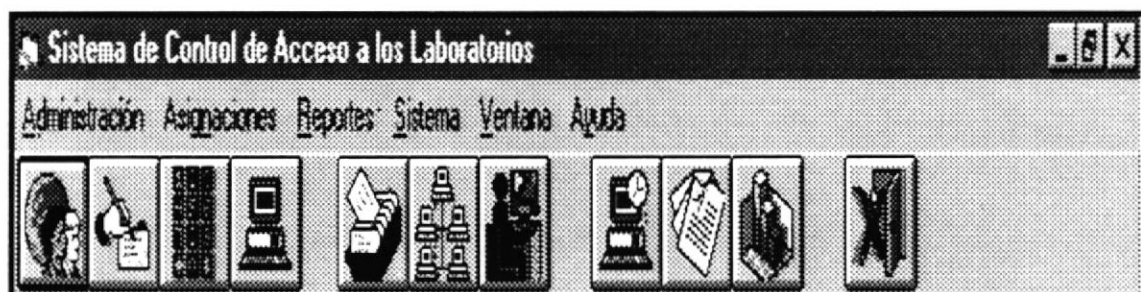 Sistema de Control de Acceso a los Laboratorios
Administración Asignaciones Reportes Sistema Ventana Ayuda